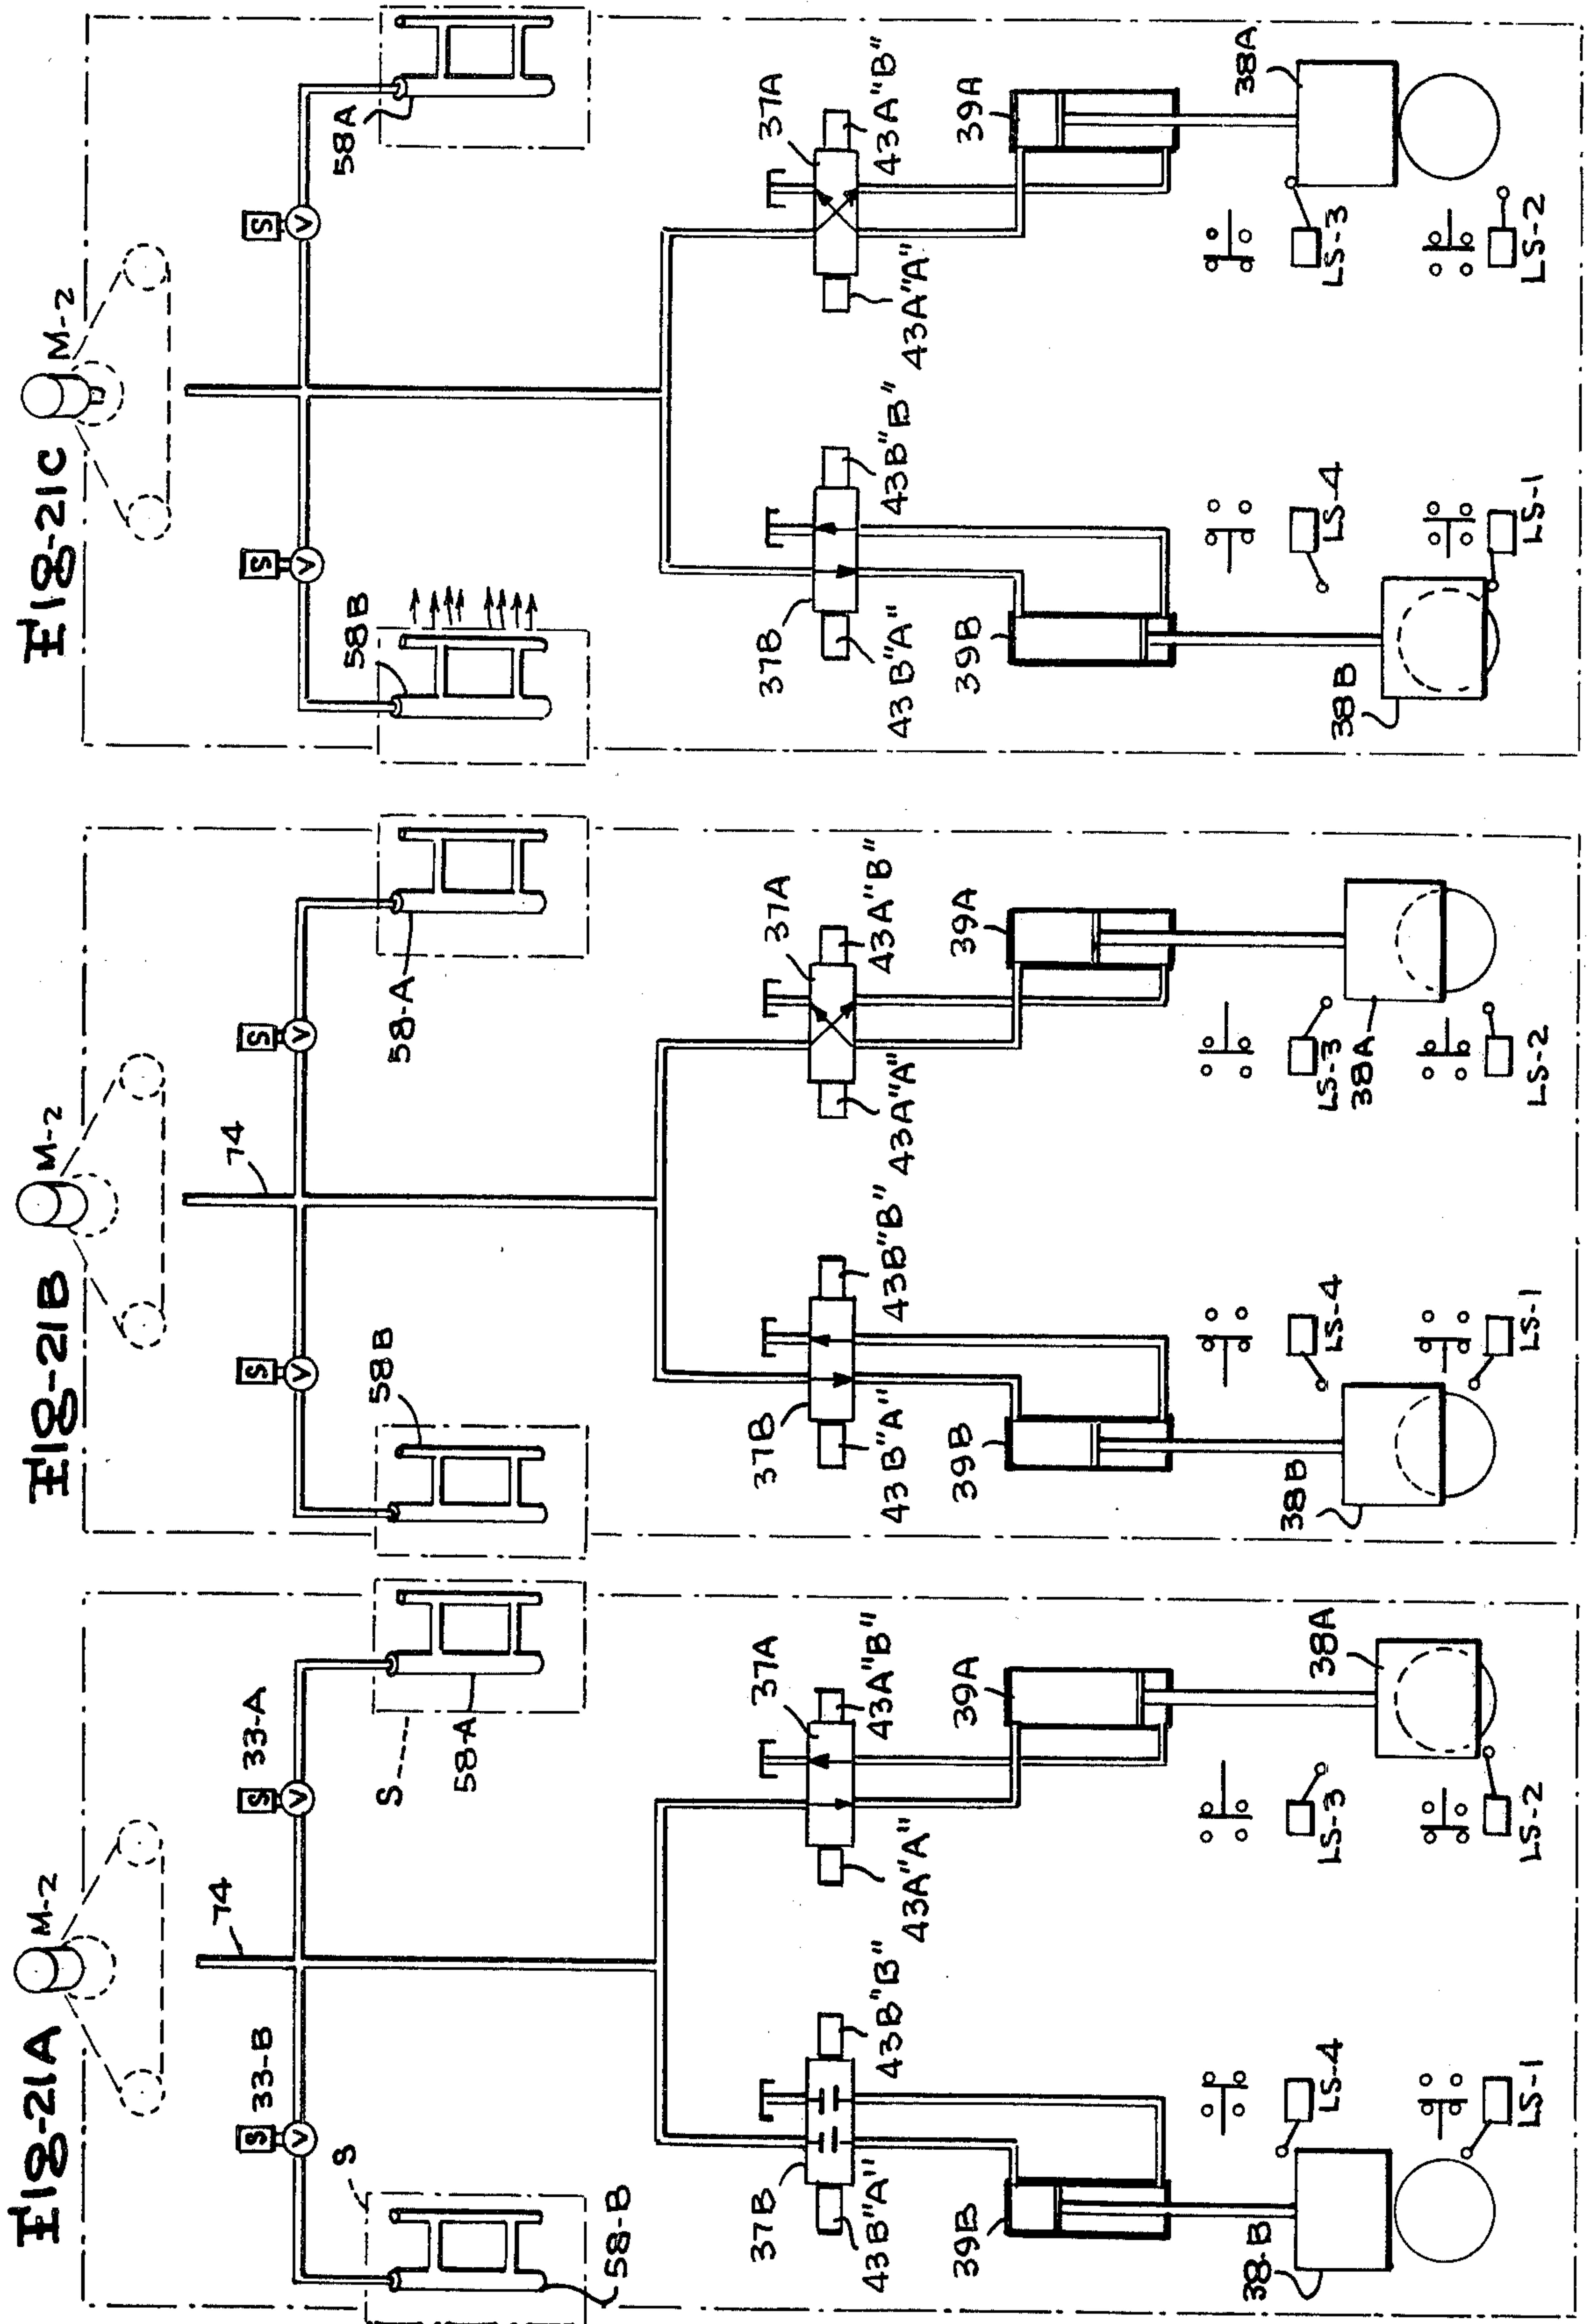 Fig-21A
M-2
74
33-B
33-A
S
V
S
V
S
S
58-B
58-A
37B
43B"A"
43B"B"
37A
43A"A"
43A"B"
39B
39A
38-B
38A
LS-4
LS-3
LS-1
LS-2
Fig-21B
M-2
74
S
V
S
V
58B
58-A
37B
43B"A"
43B"B"
37A
43A"A"
43A"B"
39B
39A
38B
38A
LS-4
LS-3
LS-1
LS-2
Fig-21C
M-2
S
V
S
V
58B
58A
37B
43B"A"
43B"B"
37A
43A"A"
43A"B"
39B
39A
38B
38A
LS-4
LS-3
LS-1
LS-2